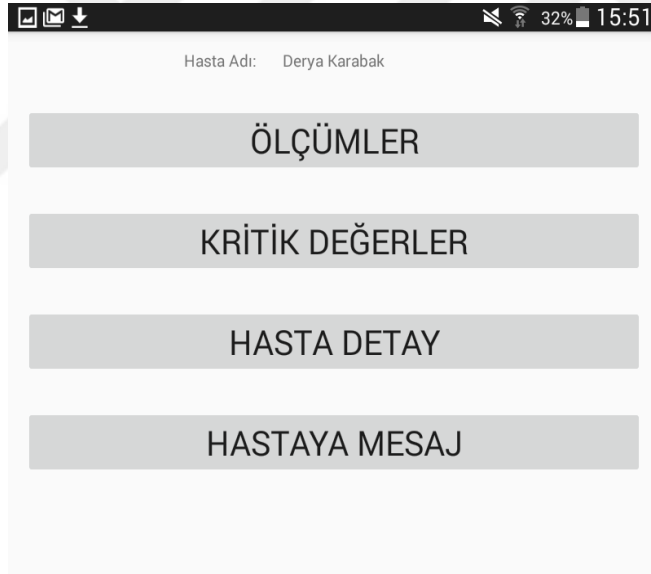 32% 15:51
Hasta Adı: Derya Karabak
ÖLÇÜMLER
KRİTİK DEĞERLER
HASTA DETAY
HASTAYA MESAJ